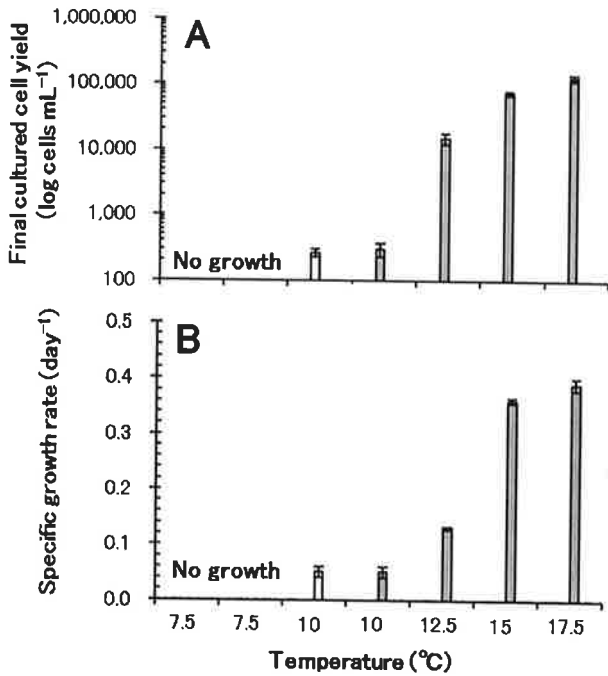 A
Final cultured cell yield
(log cells mL⁻¹)
1,000,000
100,000
10,000
1,000
100
No growth
B
Specific growth rate (day⁻¹)
0.5
0.4
0.3
0.2
0.1
0.0
No growth
7.5 7.5 10 10 12.5 15 17.5
Temperature (°C)